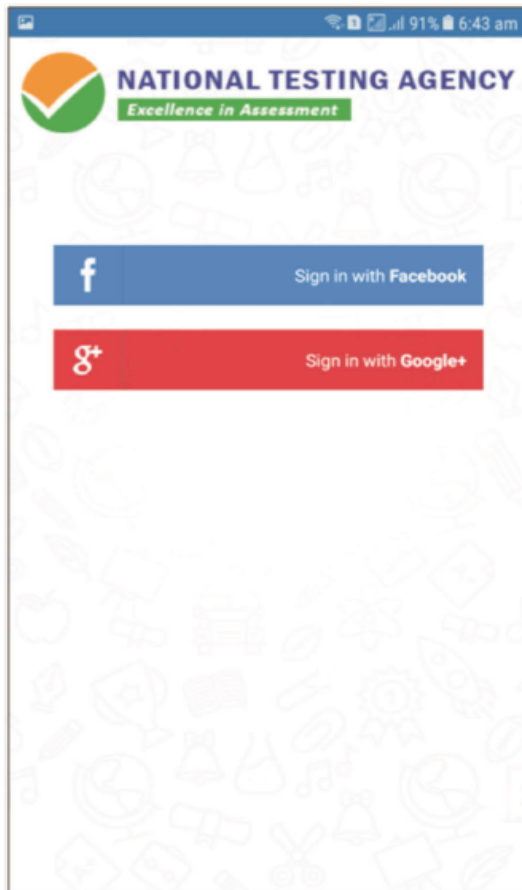 91% 6:43 am
NATIONAL TESTING AGENCY
Excellence in Assessment
f Sign in with Facebook
g+ Sign in with Google+